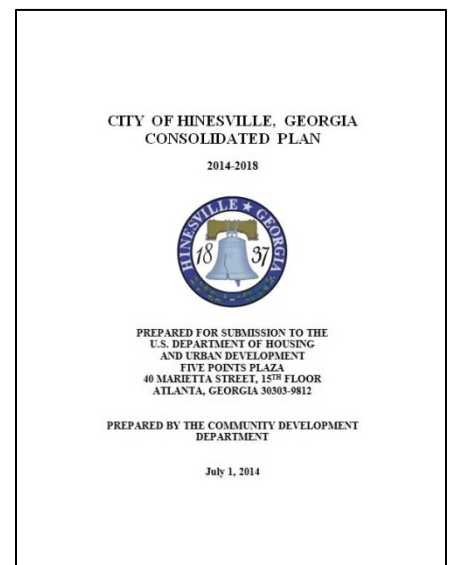 CITY OF HINESVILLE, GEORGIA
CONSOLIDATED PLAN
2014-2018
HINESVILLE ★ GEORGIA
18 37
PREPARED FOR SUBMISSION TO THE
U.S. DEPARTMENT OF HOUSING
AND URBAN DEVELOPMENT
FIVE POINTS PLAZA
40 MARIETTA STREET, 15TH FLOOR
ATLANTA, GEORGIA 30303-9812
PREPARED BY THE COMMUNITY DEVELOPMENT
DEPARTMENT
July 1, 2014